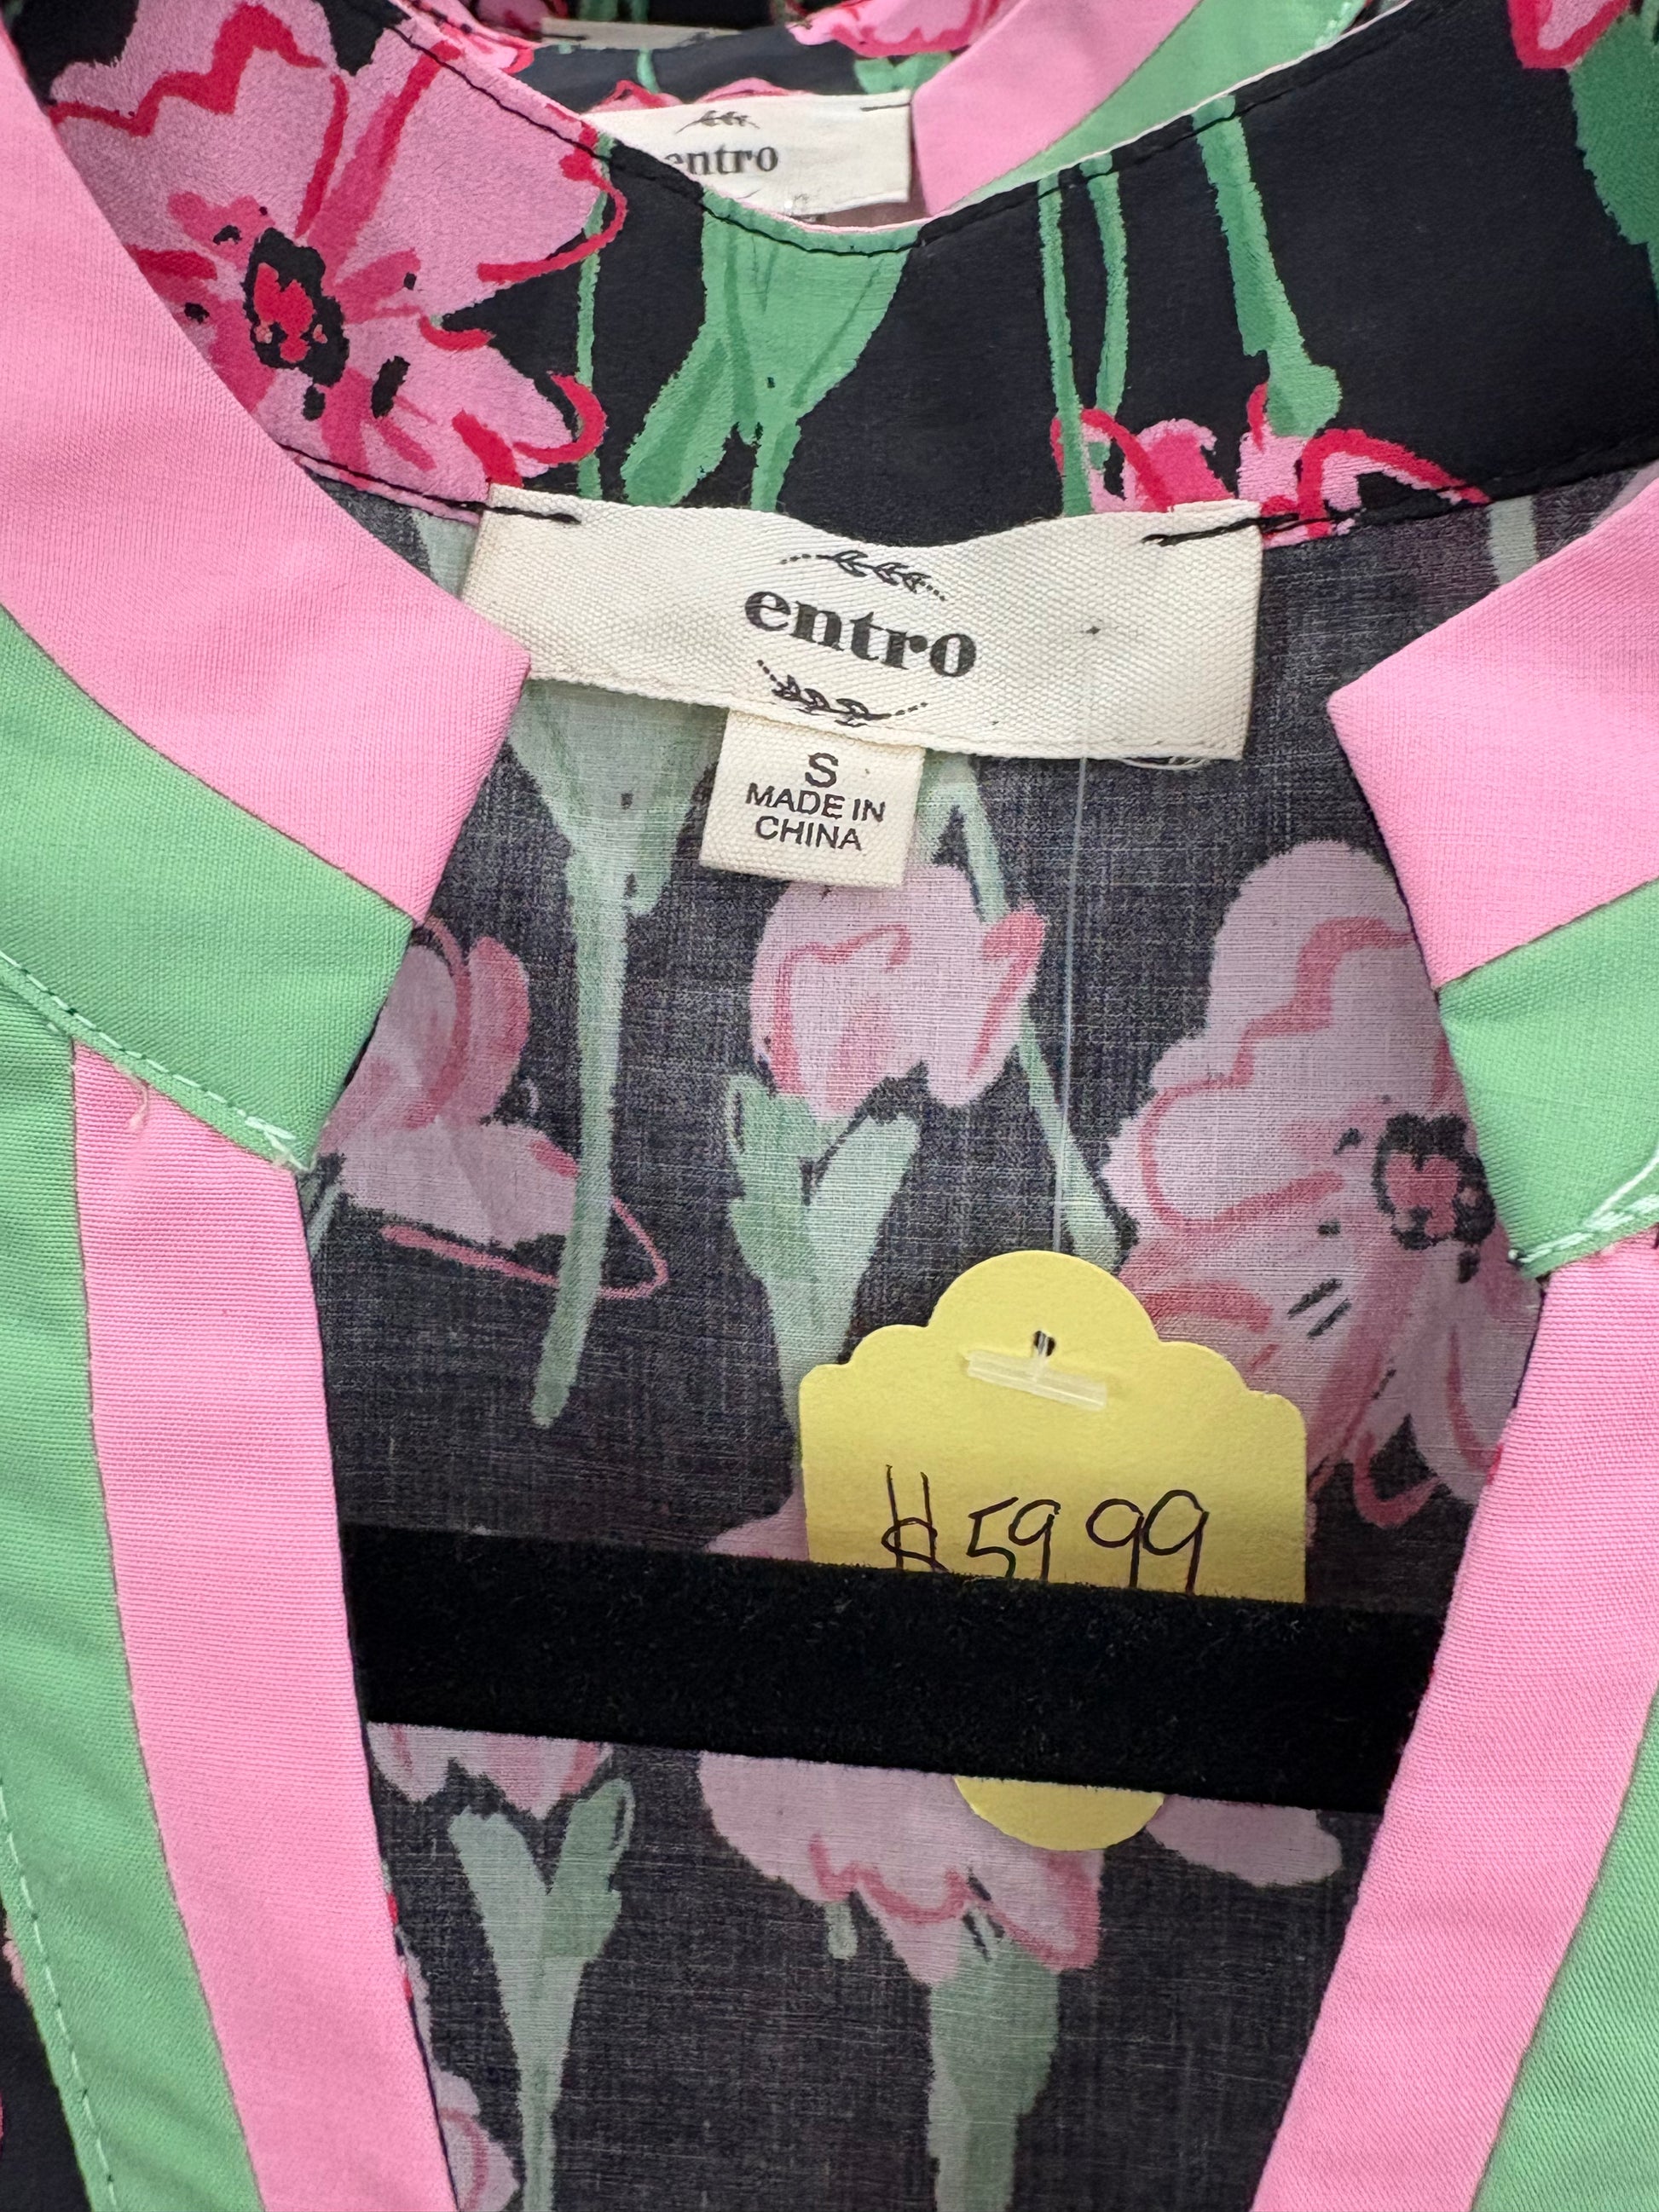 entro
entro
S
MADE IN
CHINA
$59 99